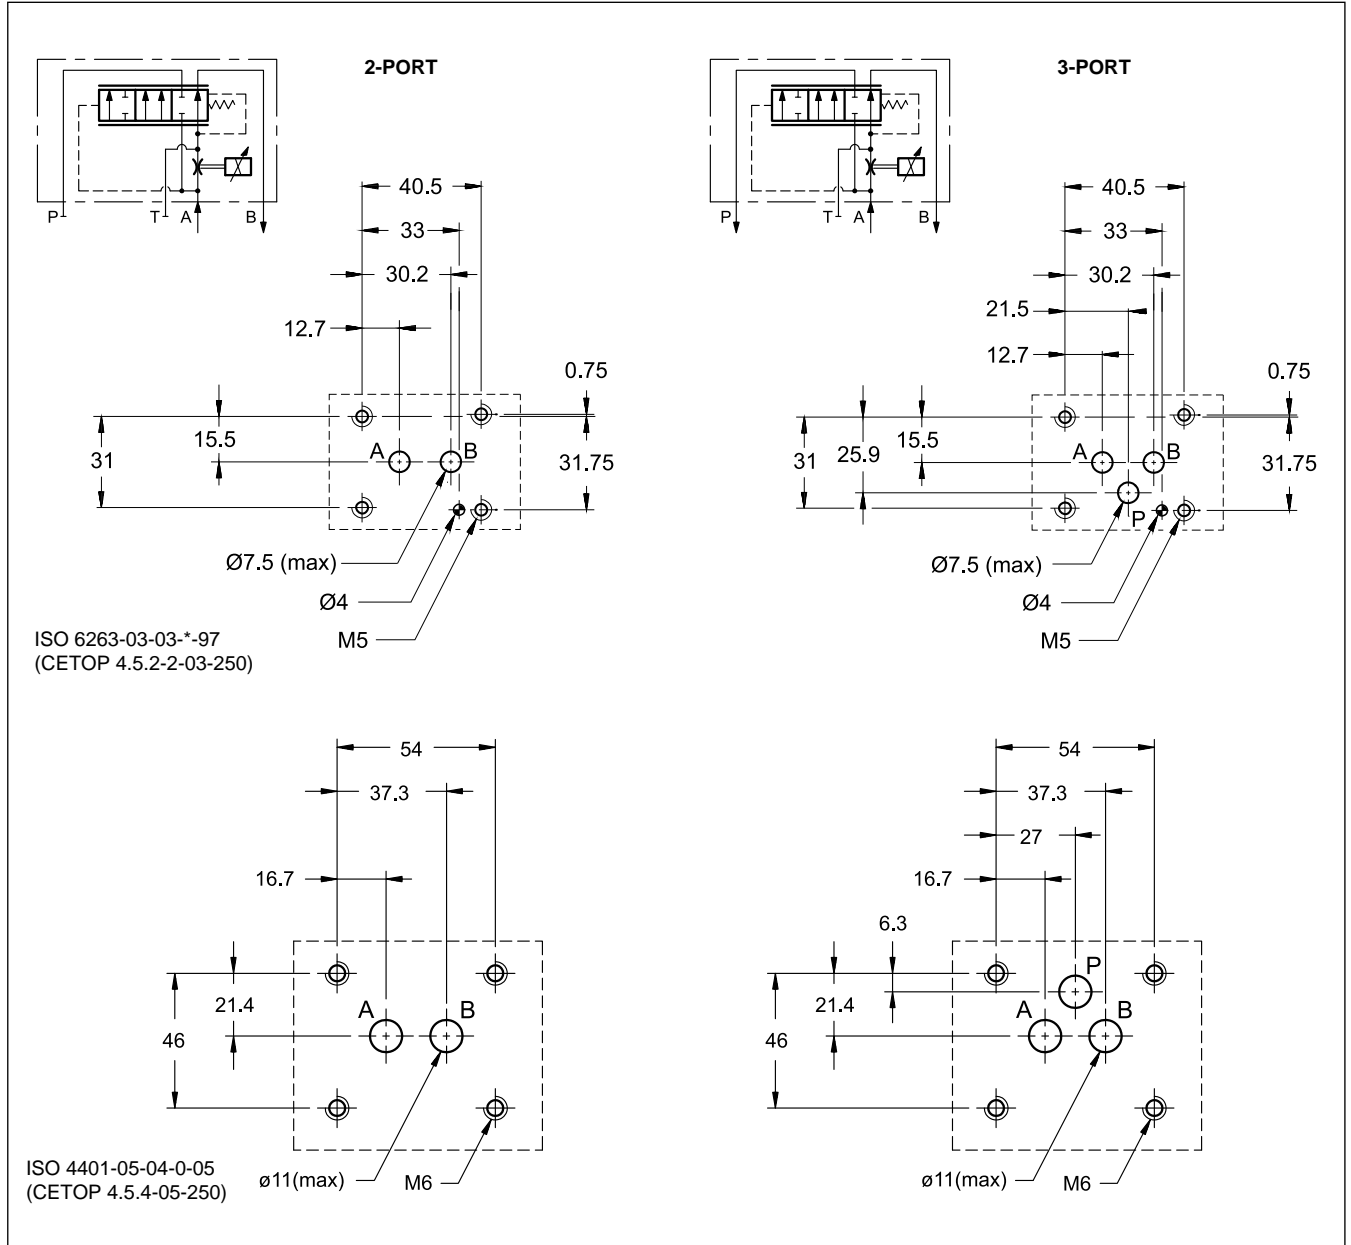 2-PORT
3-PORT
P
T
A
B
P
T
A
B
40.5
33
30.2
12.7
0.75
15.5
31
31.75
A
B
Ø7.5 (max)
Ø4
M5
40.5
33
30.2
21.5
12.7
0.75
15.5
25.9
31
31.75
A
B
P
Ø7.5 (max)
Ø4
M5
ISO 6263-03-03-*-97
(CETOP 4.5.2-2-03-250)
54
37.3
16.7
21.4
46
A
B
ø11(max)
M6
54
37.3
27
16.7
6.3
21.4
46
P
A
B
ø11(max)
M6
ISO 4401-05-04-0-05
(CETOP 4.5.4-05-250)